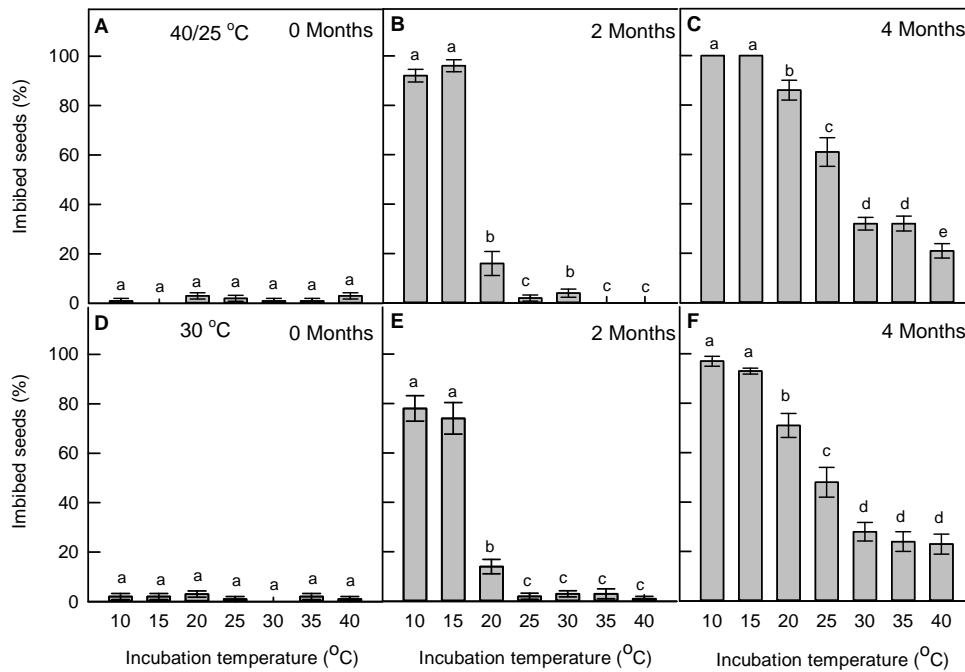 A 40/25 °C 0 Months
B 2 Months
C 4 Months
Imbibed seeds (%)
100
80
60
40
20
0
a a a a a a a
a a b c b c c
a a b c d d e
D 30 °C 0 Months
E 2 Months
F 4 Months
Imbibed seeds (%)
100
80
60
40
20
0
a a a a a a a
a a b c c c c
a a b c d d d
10 15 20 25 30 35 40
10 15 20 25 30 35 40
10 15 20 25 30 35 40
Incubation temperature (°C)
Incubation temperature (°C)
Incubation temperature (°C)